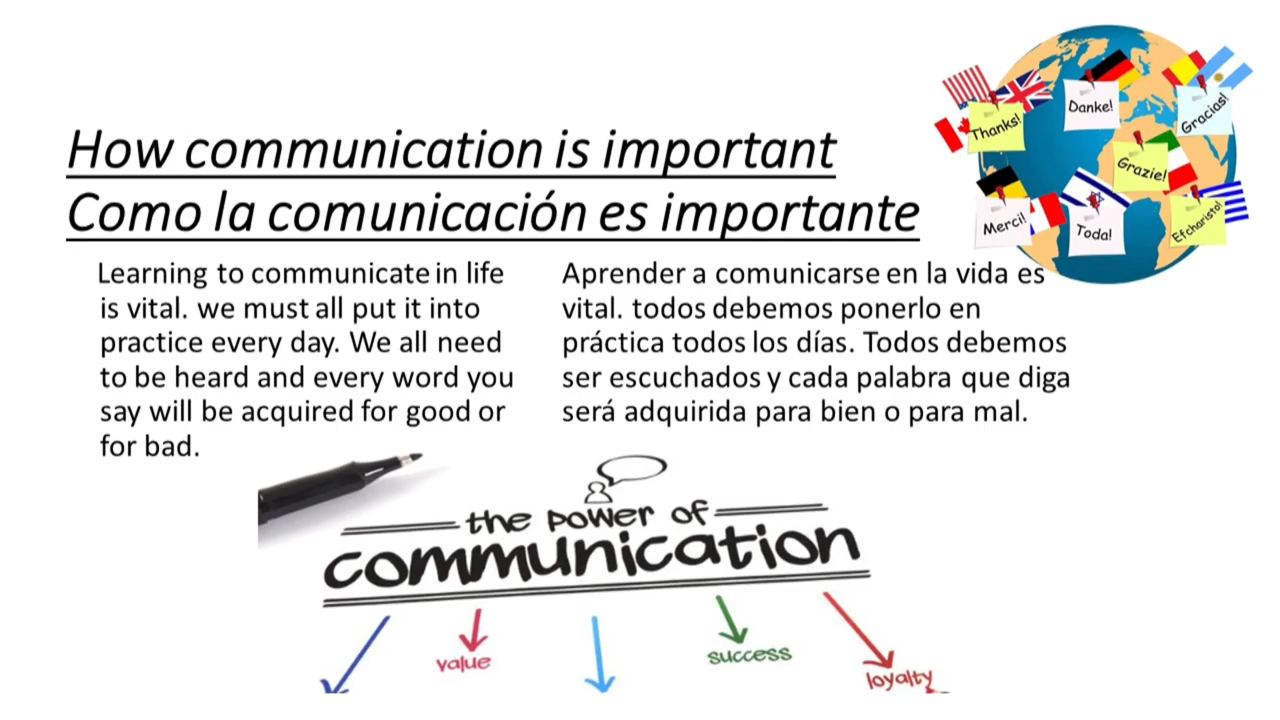 How communication is important
Como la comunicación es importante
Thanks!
Danke!
Gracias!
Grazie!
Merci!
Toda!
Efcharisto!
Learning to communicate in life
is vital. we must all put it into
practice every day. We all need
to be heard and every word you
say will be acquired for good or
for bad.
Aprender a comunicarse en la vida es
vital. todos debemos ponerlo en
práctica todos los días. Todos debemos
ser escuchados y cada palabra que diga
será adquirida para bien o para mal.
the power of
communication
value
success
loyalty